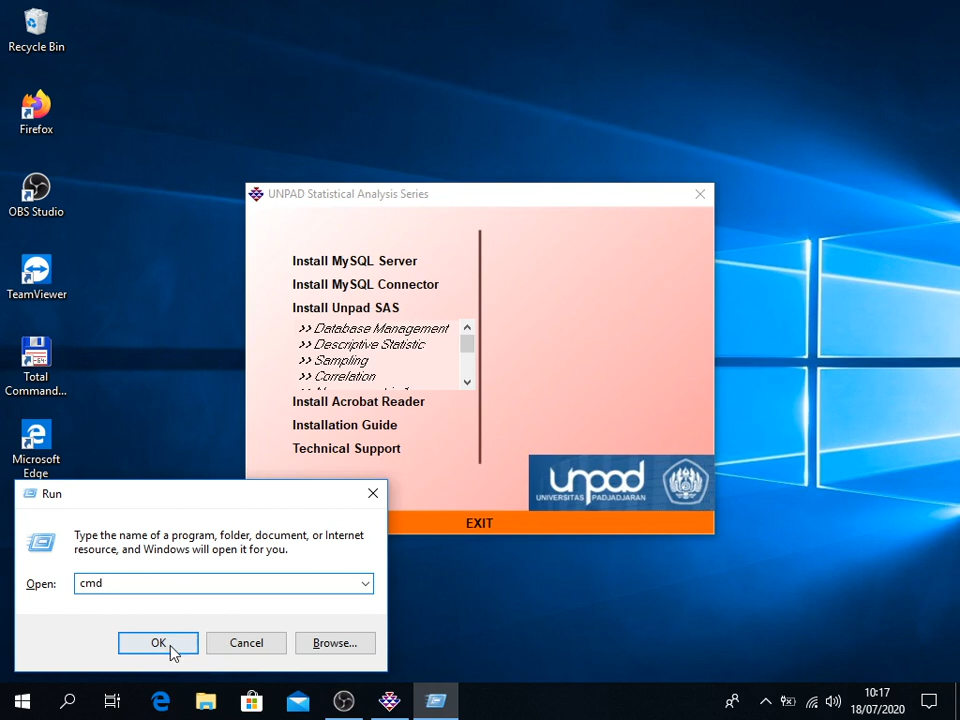 Recycle Bin
Firefox
OBS Studio
TeamViewer
Total
Command...
Microsoft
Edge
UNPAD Statistical Analysis Series
Install MySQL Server
Install MySQL Connector
Install Unpad SAS
>> Database Management
>> Descriptive Statistic
>> Sampling
>> Correlation
Install Acrobat Reader
Installation Guide
Technical Support
unpad
UNIVERSITAS PADJADJARAN
EXIT
Run
Type the name of a program, folder, document, or Internet
resource, and Windows will open it for you.
Open: cmd
OK Cancel Browse...
10:17
18/07/2020